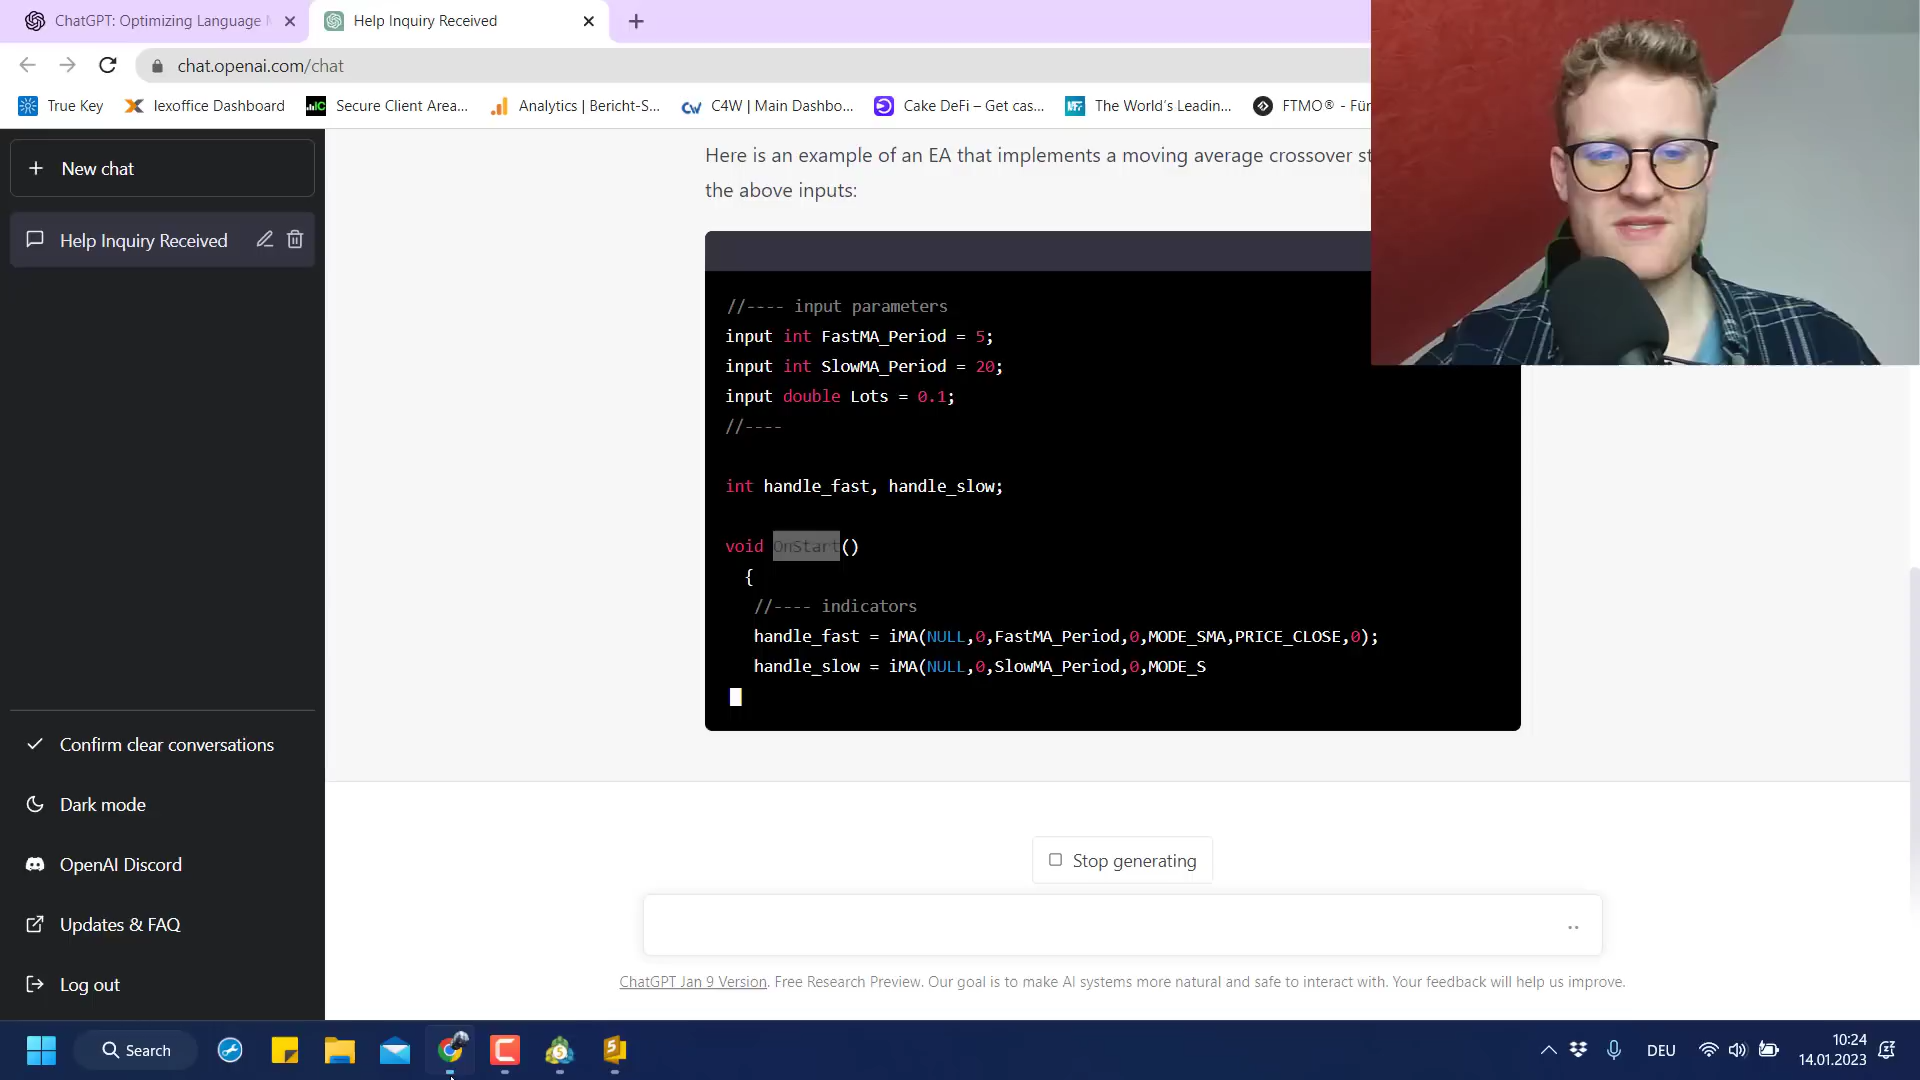 ChatGPT: Optimizing Language
Help Inquiry Received
chat.openai.com/chat
True Key
lexoffice Dashboard
Secure Client Area...
Analytics | Bericht-S...
C4W | Main Dashbo...
Cake DeFi – Get cas...
The World's Leadin...
FTMO® - Für
New chat
Help Inquiry Received
Here is an example of an EA that implements a moving average crossover st
the above inputs:
//---- input parameters
input int FastMA_Period = 5;
input int SlowMA_Period = 20;
input double Lots = 0.1;
//----
int handle_fast, handle_slow;
void OnStart()
{
//---- indicators
handle_fast = iMA(NULL,0,FastMA_Period,0,MODE_SMA,PRICE_CLOSE,0);
handle_slow = iMA(NULL,0,SlowMA_Period,0,MODE_S
Confirm clear conversations
Dark mode
OpenAI Discord
Updates & FAQ
Log out
Stop generating
ChatGPT Jan 9 Version. Free Research Preview. Our goal is to make AI systems more natural and safe to interact with. Your feedback will help us improve.
Search
DEU
10:24
14.01.2023